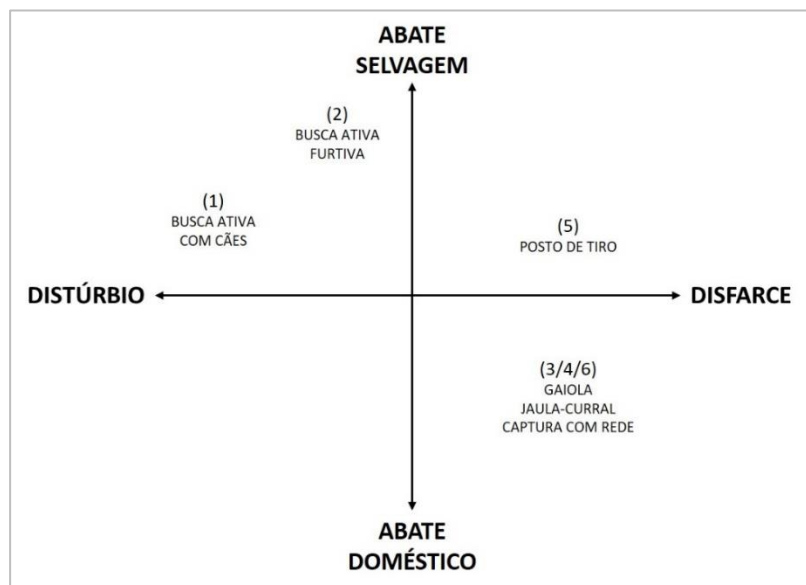 ABATE
SELVAGEM
(2)
BUSCA ATIVA
FURTIVA
(1)
BUSCA ATIVA
COM CÃES
(5)
POSTO DE TIRO
DISTÚRBIO
DISFARCE
(3/4/6)
GAIOLA
JAULA-CURRAL
CAPTURA COM REDE
ABATE
DOMÉSTICO